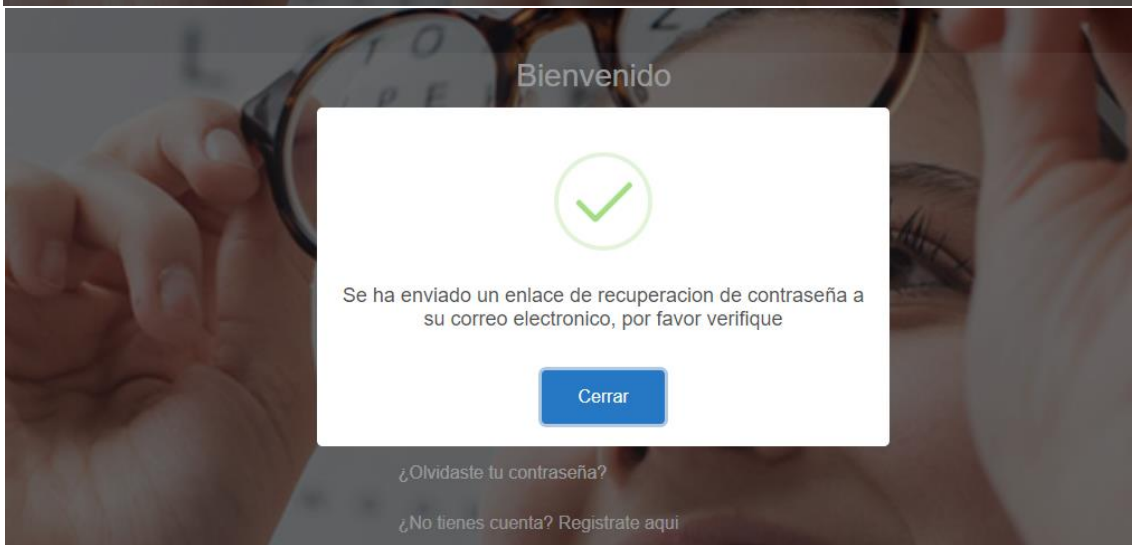 L
T O Z
P E
Bienvenido
Se ha enviado un enlace de recuperacion de contraseña a
su correo electronico, por favor verifique
Cerrar
¿Olvidaste tu contraseña?
¿No tienes cuenta? Registrate aqui